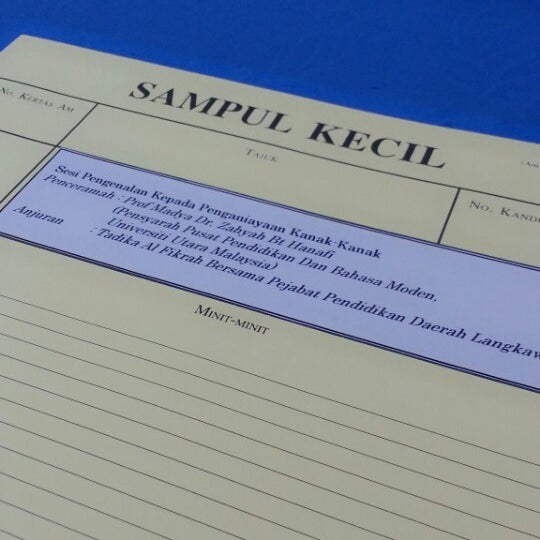 SAMPUL KECIL
No. Kertas Am
Tajuk
(Am
No. Kandu
Sesi Pengenalan Kepada Penganiayaan Kanak-Kanak
Penceramah : Prof Madya Dr. Zahyah Bt Hanafi
(Pensyarah Pusat Pendidikan Dan Bahasa Moden,
Universiti Utara Malaysia)
Anjuran : Tadika Al Fikrah Bersama Pejabat Pendidikan Daerah Langkaw
Minit-minit